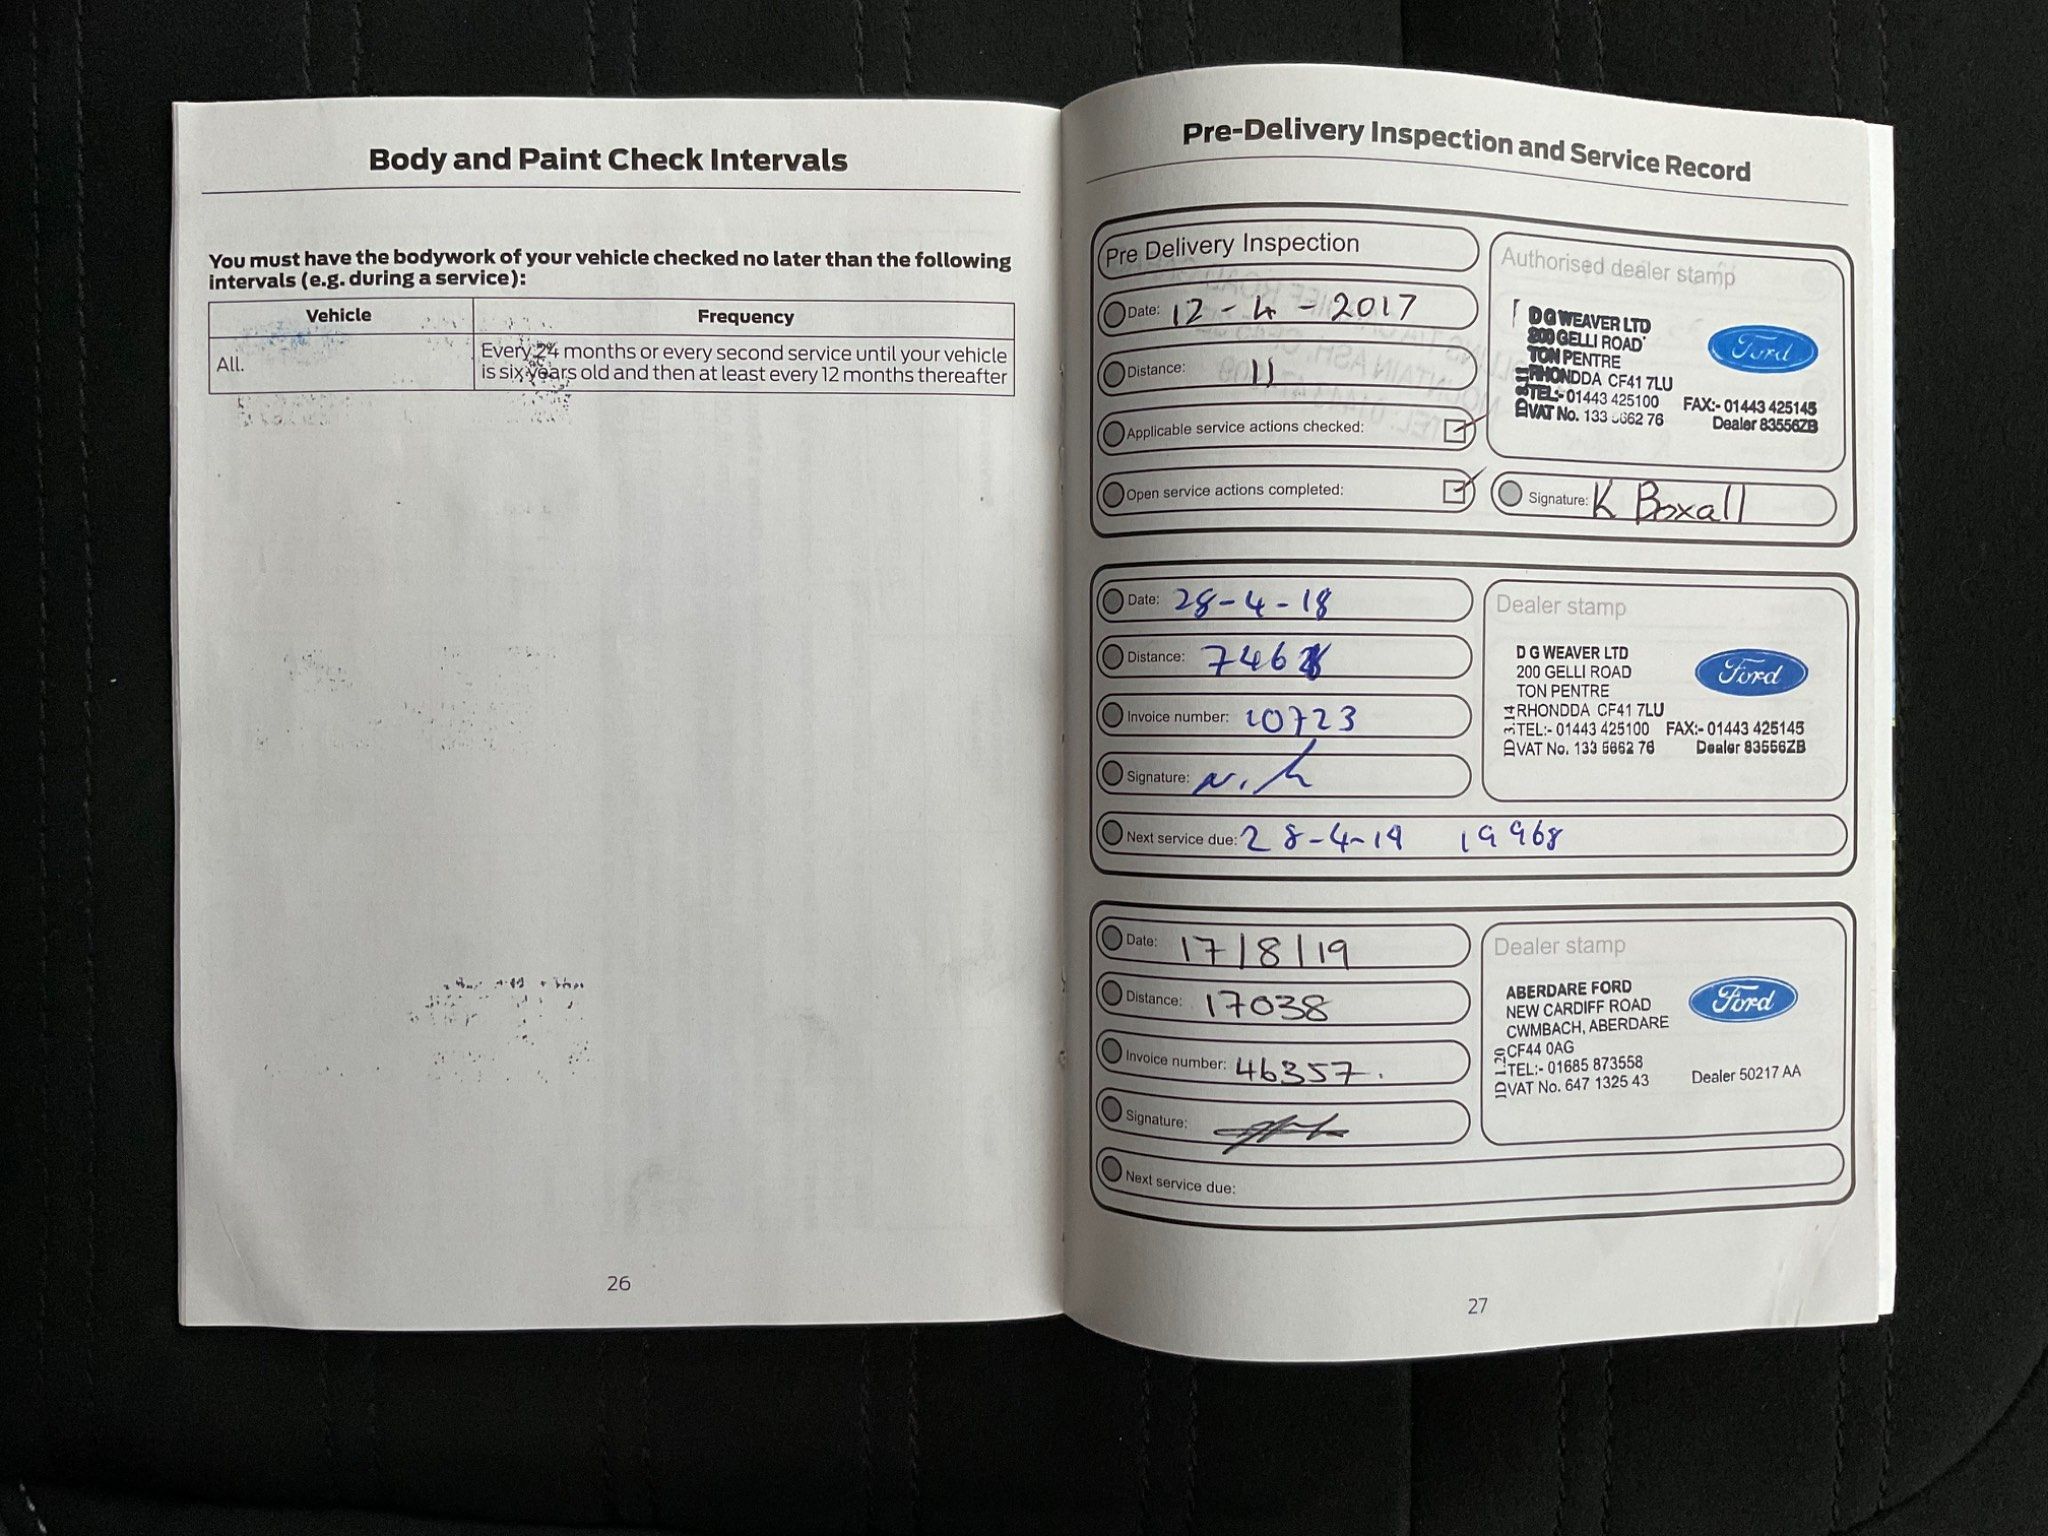 Body and Paint Check Intervals
You must have the bodywork of your vehicle checked no later than the following
intervals (e.g. during a service):
Vehicle
Frequency
All.
Every 24 months or every second service until your vehicle
is six years old and then at least every 12 months thereafter
26
Pre-Delivery Inspection and Service Record
Pre Delivery Inspection
Date: 12-4-2017
Distance: 11
Applicable service actions checked:
Open service actions completed:
Authorised dealer stamp
D G WEAVER LTD
200 GELLI ROAD
TON PENTRE
RHONDDA CF41 7LU
TEL:- 01443 425100 FAX:- 01443 425145
VAT No. 133 5662 76 Dealer 83556ZB
Ford
Signature: K Boxall
Date: 28-4-18
Distance:
Invoice number: 10723
Signature:
Next service due: 28-4-19 19968
Dealer stamp
D G WEAVER LTD
200 GELLI ROAD
TON PENTRE
RHONDDA CF41 7LU
TEL:- 01443 425100 FAX:- 01443 425145
VAT No. 133 5662 76 Dealer 83556ZB
ID 3.14
Ford
Date: 17/8/19
Distance: 17038
Invoice number: 46357.
Signature:
Next service due:
Dealer stamp
ABERDARE FORD
NEW CARDIFF ROAD
CWMBACH, ABERDARE
CF44 0AG
TEL:- 01685 873558
VAT No. 647 1325 43 Dealer 50217 AA
ID 1.20
Ford
27